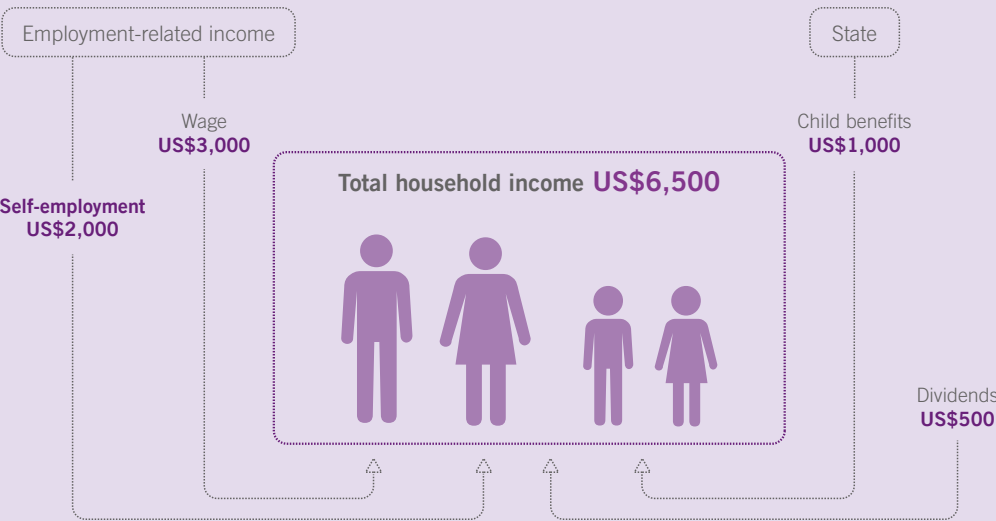 Employment-related income
State
Wage
US$3,000
Child benefits
US$1,000
Total household income US$6,500
Self-employment
US$2,000
Dividends
US$500